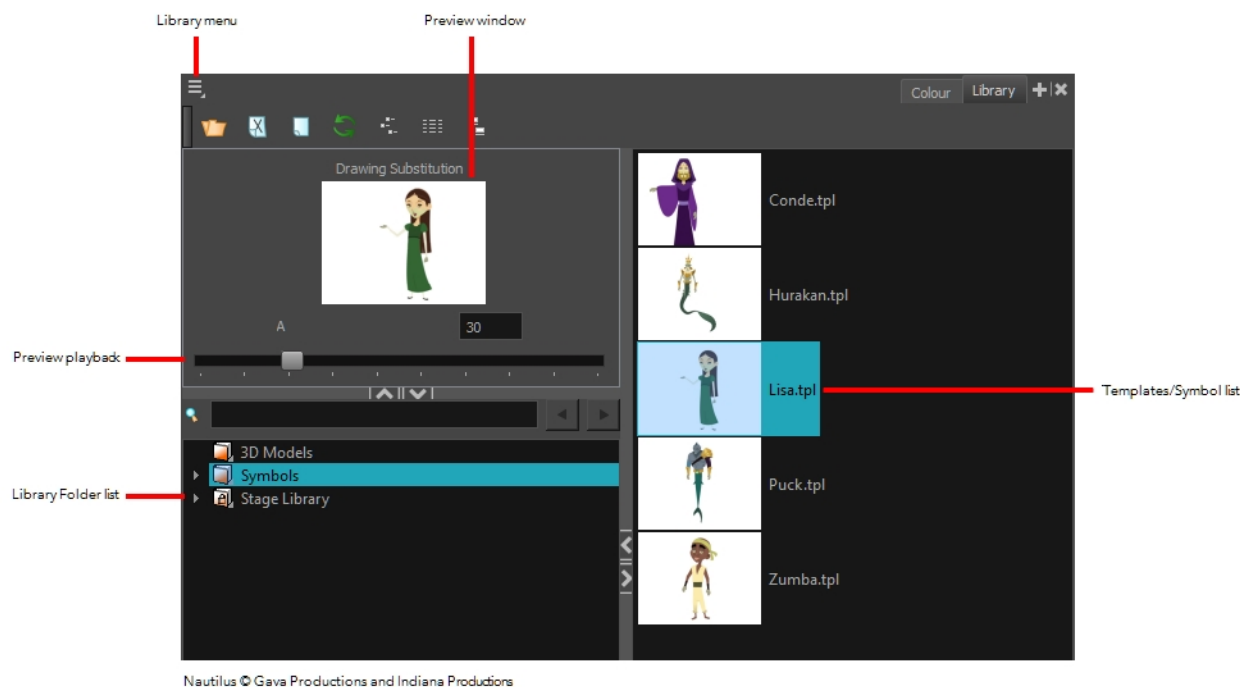 Library menu
Preview window
Colour
Library
Drawing Substitution
A
30
Preview playback
3D Models
Symbols
Stage Library
Library Folder list
Conde.tpl
Hurakan.tpl
Lisa.tpl
Puck.tpl
Zumba.tpl
Templates/Symbol list
Nautilus © Gava Productions and Indiana Productions